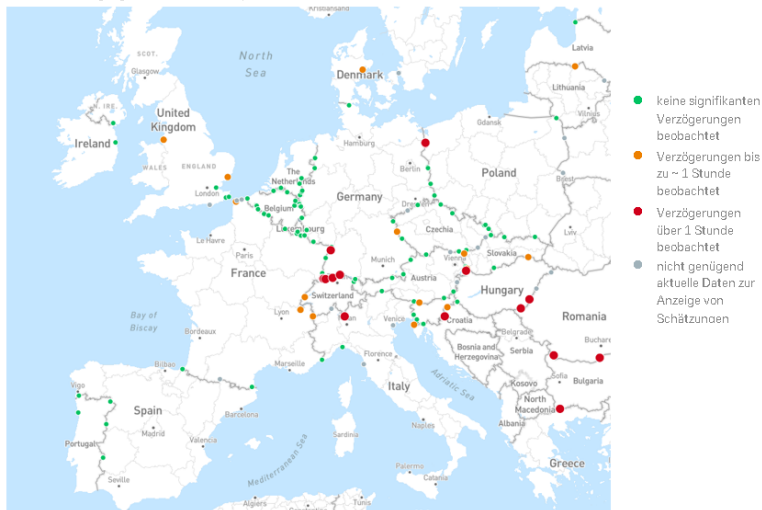 Kristiansand
North
Sea
SCOT.
Glasgow
N. IRE.
United
Kingdom
Ireland
WALES
ENGLAND
London
Denmark
Latvia
Lithuania
Vilnius
Gdansk
Hamburg
Berlin
Poland
Brest
The
Netherlands
Germany
Belgium
Dresden
Luxembourg
Czechia
Lviv
Le Havre
Paris
Slovakia
Vienna
Munich
France
Austria
Switzerland
Hungary
Lyon
Venice
Croatia
Romania
Bay of
Biscay
Bordeaux
Belgrade
Bosnia and
Herzegovina
Serbia
Marseille
Florence
Bilbao
Adriatic Sea
Kosovo
Sofia
Bulgaria
Vigo
Italy
North
Macedonia
Spain
Barcelona
Albania
Portugal
Madrid
Valencia
Sardinia
Naples
Mediterranean Sea
Greece
Palermo
Catania
Seville
Algiers
Tunis
keine signifikanten
Verzögerungen
beobachtet
Verzögerungen bis
zu ~ 1 Stunde
beobachtet
Verzögerungen
über 1 Stunde
beobachtet
nicht genügend
aktuelle Daten zur
Anzeige von
Schätzungen